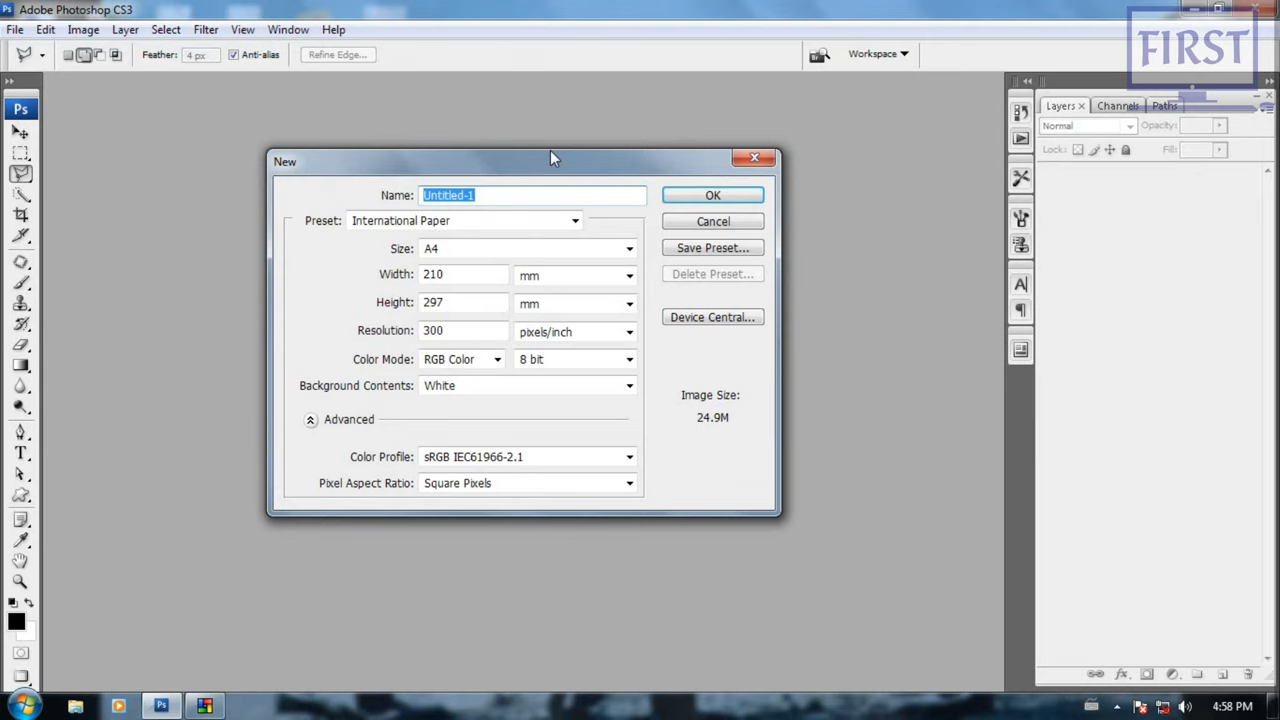 Adobe Photoshop CS3
File Edit Image Layer Select Filter View Window Help
Feather: 4 px Anti-alias Refine Edge... Workspace
FIRST
Ps
Layers Channels Paths
Normal Opacity:
Lock: Fill:
New
Name: Untitled-1 OK
Preset: International Paper Cancel
Size: A4 Save Preset...
Width: 210 mm Delete Preset...
Height: 297 mm
Device Central...
Resolution: 300 pixels/inch
Color Mode: RGB Color 8 bit
Background Contents: White
Image Size:
24.9M
Advanced
Color Profile: sRGB IEC61966-2.1
Pixel Aspect Ratio: Square Pixels
Ps 4:58 PM